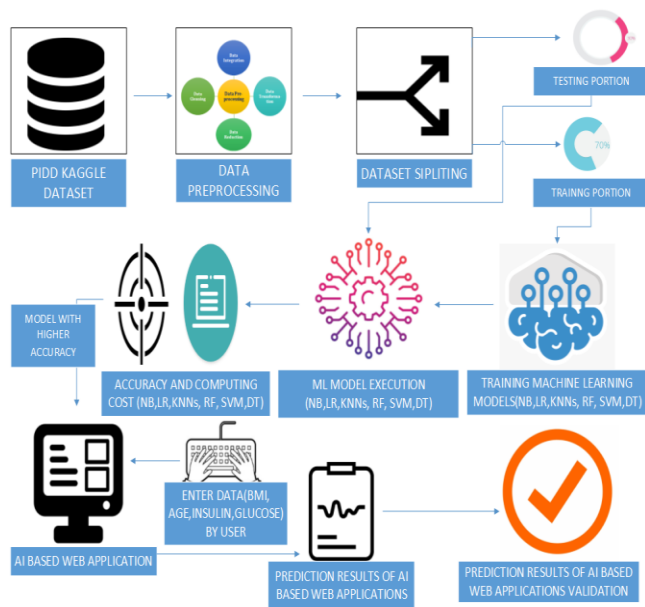 Data
Integration
Data
Cleaning
Data Pre
processing
Data
Transforma
tion
Data
Reduction
TESTING PORTION
70%
PIDD KAGGLE
DATASET
DATA
PREPROCESSING
DATASET SIPLITING
TRAINNG PORTION
MODEL WITH
HIGHER
ACCURACY
ACCURACY AND COMPUTING
COST (NB,LR,KNNs, RF, SVM,DT)
ML MODEL EXECUTION
(NB,LR,KNNs, RF, SVM,DT)
TRAINING MACHINE LEARNING
MODELS(NB,LR,KNNs, RF, SVM,DT)
ENTER DATA(BMI,
AGE,INSULIN,GLUCOSE)
BY USER
AI BASED WEB APPLICATION
PREDICTION RESULTS OF AI
BASED WEB APPLICATIONS
PREDICTION RESULTS OF AI BASED
WEB APPLICATIONS VALIDATION